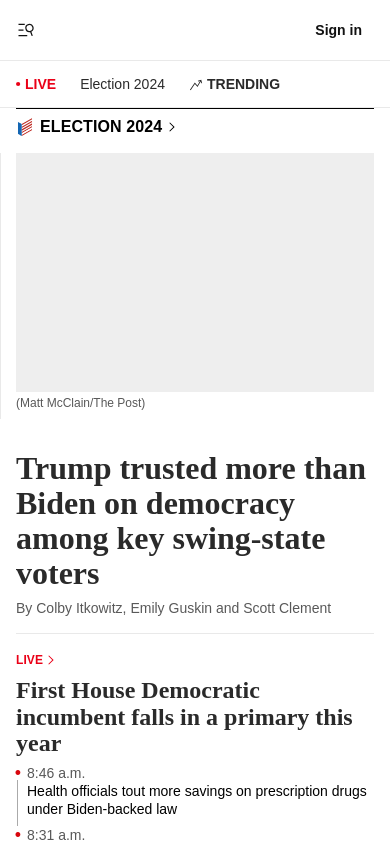 Sign in
LIVE
Election 2024
TRENDING
ELECTION 2024
(Matt McClain/The Post)
Trump trusted more than
Biden on democracy
among key swing-state
voters
By Colby Itkowitz, Emily Guskin and Scott Clement
LIVE
First House Democratic
incumbent falls in a primary this
year
8:46 a.m.
Health officials tout more savings on prescription drugs
under Biden-backed law
8:31 a.m.